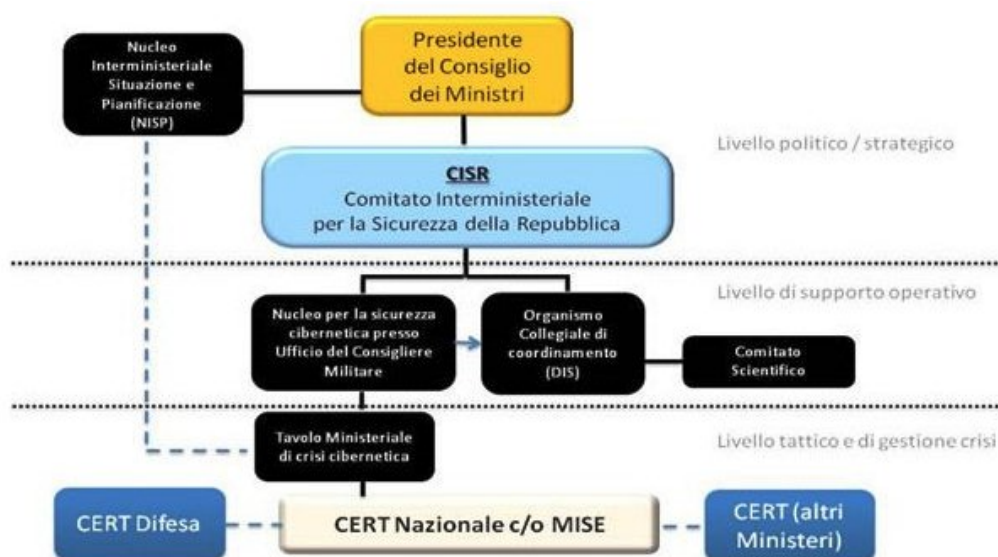 Nucleo
Interministeriale
Situazione e
Pianificazione
(NISP)
Presidente
del Consiglio
dei Ministri
Livello politico / strategico
CISR
Comitato Interministeriale
per la Sicurezza della Repubblica
Livello di supporto operativo
Nucleo per la sicurezza
cibernetica presso
Ufficio del Consigliere
Militare
Organismo
Collegiale di
coordinamento
(DIS)
Comitato
Scientifico
Tavolo Ministeriale
di crisi cibernetica
Livello tattico e di gestione crisi
CERT Difesa
CERT Nazionale c/o MISE
CERT (altri
Ministeri)